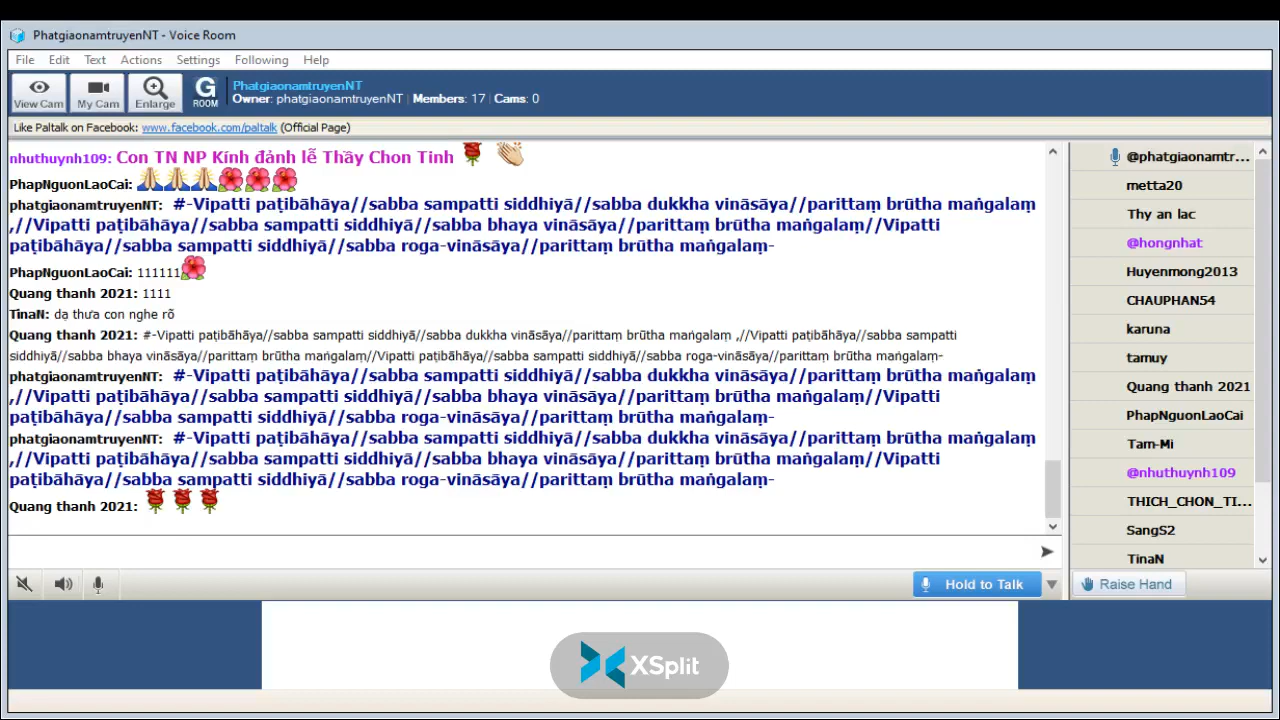 PhatgiaonamtruyenNT - Voice Room
File Edit Text Actions Settings Following Help
View Cam My Cam Enlarge G ROOM
PhatgiaonamtruyenNT
Owner: phatgiaonamtruyenNT | Members: 17 | Cams: 0
Like Paltalk on Facebook: www.facebook.com/paltalk (Official Page)
nhuthuynh109: Con TN NP Kính đảnh lễ Thầy Chon Tinh
PhapNguonLaoCai:
phatgiaonamtruyenNT: #-Vipatti paṭibāhāya//sabba sampatti siddhiyā//sabba dukkha vināsāya//parittaṃ brūtha maṅgalaṃ
,//Vipatti paṭibāhāya//sabba sampatti siddhiyā//sabba bhaya vināsāya//parittaṃ brūtha maṅgalaṃ//Vipatti
paṭibāhāya//sabba sampatti siddhiyā//sabba roga-vināsāya//parittaṃ brūtha maṅgalaṃ-
PhapNguonLaoCai: 111111
Quang thanh 2021: 1111
TinaN: dạ thưa con nghe rõ
Quang thanh 2021: #-Vipatti paṭibāhāya//sabba sampatti siddhiyā//sabba dukkha vināsāya//parittaṃ brūtha maṅgalaṃ ,//Vipatti paṭibāhāya//sabba sampatti
siddhiyā//sabba bhaya vināsāya//parittaṃ brūtha maṅgalaṃ//Vipatti paṭibāhāya//sabba sampatti siddhiyā//sabba roga-vināsāya//parittaṃ brūtha maṅgalaṃ-
phatgiaonamtruyenNT: #-Vipatti paṭibāhāya//sabba sampatti siddhiyā//sabba dukkha vināsāya//parittaṃ brūtha maṅgalaṃ
,//Vipatti paṭibāhāya//sabba sampatti siddhiyā//sabba bhaya vināsāya//parittaṃ brūtha maṅgalaṃ//Vipatti
paṭibāhāya//sabba sampatti siddhiyā//sabba roga-vināsāya//parittaṃ brūtha maṅgalaṃ-
phatgiaonamtruyenNT: #-Vipatti paṭibāhāya//sabba sampatti siddhiyā//sabba dukkha vināsāya//parittaṃ brūtha maṅgalaṃ
,//Vipatti paṭibāhāya//sabba sampatti siddhiyā//sabba bhaya vināsāya//parittaṃ brūtha maṅgalaṃ//Vipatti
paṭibāhāya//sabba sampatti siddhiyā//sabba roga-vināsāya//parittaṃ brūtha maṅgalaṃ-
Quang thanh 2021:
@phatgiaonamtr...
metta20
Thy an lac
@hongnhat
Huyenmong2013
CHAUPHAN54
karuna
tamuy
Quang thanh 2021
PhapNguonLaoCai
Tam-Mi
@nhuthuynh109
THICH_CHON_TI...
SangS2
TinaN
Hold to Talk
Raise Hand
XSplit